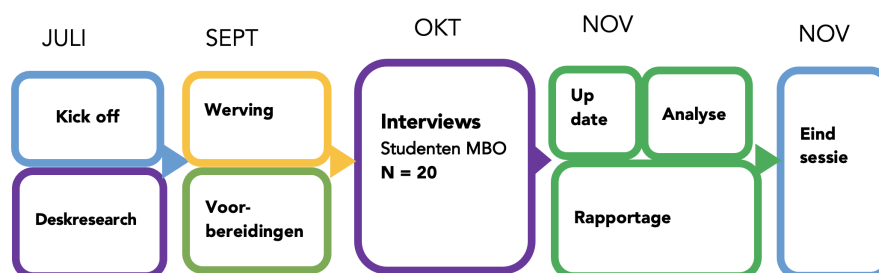 JULI
SEPT
OKT
NOV
NOV
Kick off
Deskresearch
Werving
Voor-
bereidingen
Interviews
Studenten MBO
N = 20
Up
date
Analyse
Rapportage
Eind
sessie